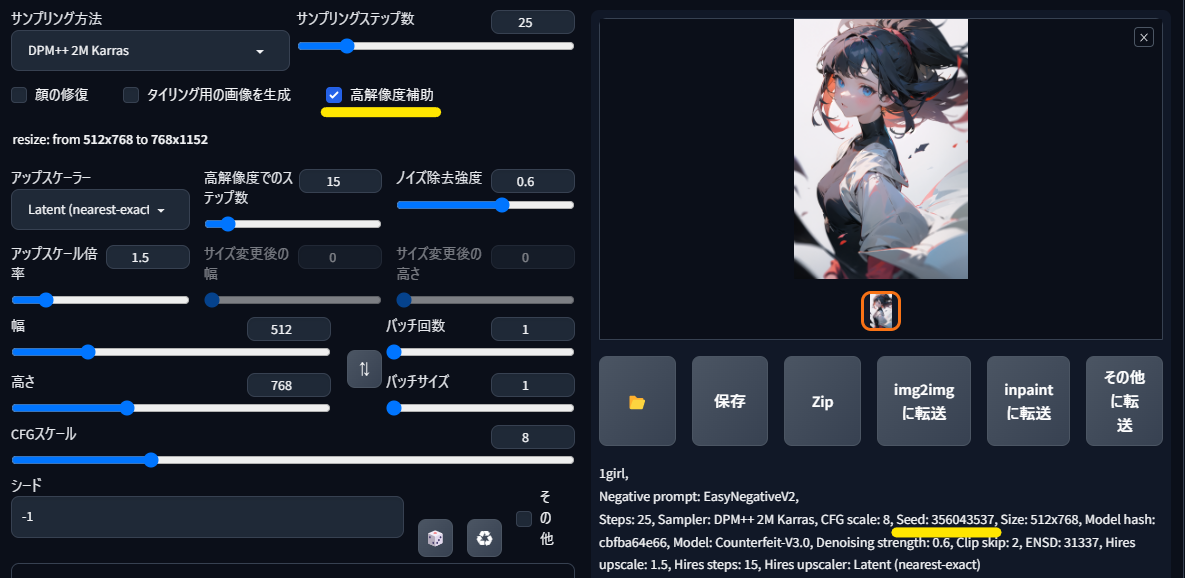 サンプリング方法
DPM++ 2M Karras
サンプリングステップ数
25
顔の修復
タイリング用の画像を生成
高解像度補助
resize: from 512x768 to 768x1152
アップスケーラー
Latent (nearest-exact
高解像度でのス
テップ数
15
ノイズ除去強度
0.6
アップスケール倍
率
1.5
サイズ変更後の
幅
0
サイズ変更後の
高さ
0
幅
512
バッチ回数
1
高さ
768
バッチサイズ
1
CFGスケール
8
シード
-1
そ
の
他
保存
Zip
img2img
に転送
inpaint
に転送
その他
に転
送
1girl,
Negative prompt: EasyNegativeV2,
Steps: 25, Sampler: DPM++ 2M Karras, CFG scale: 8, Seed: 356043537, Size: 512x768, Model hash:
cbfba64e66, Model: Counterfeit-V3.0, Denoising strength: 0.6, Clip skip: 2, ENSD: 31337, Hires
upscale: 1.5, Hires steps: 15, Hires upscaler: Latent (nearest-exact)